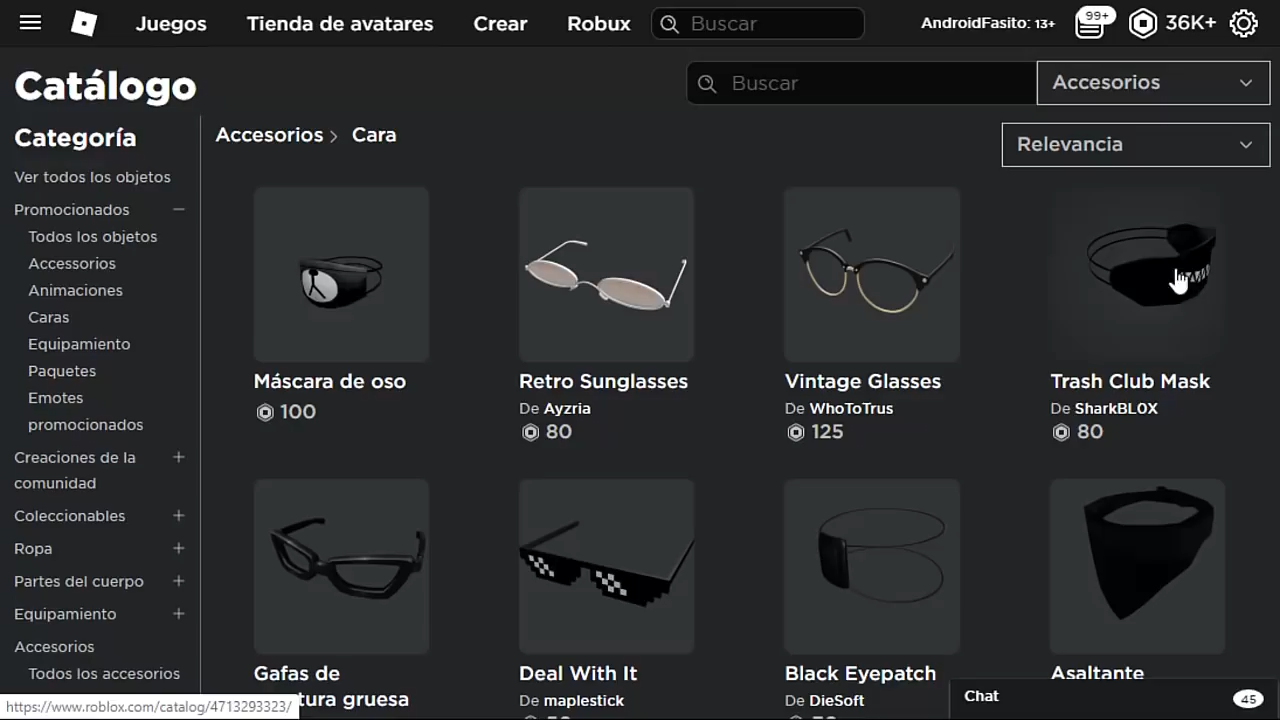 Juegos
Tienda de avatares
Crear
Robux
Buscar
AndroidFasito: 13+
99+
36K+
Catálogo
Buscar
Accesorios
Categoría
Accesorios > Cara
Relevancia
Ver todos los objetos
Promocionados
Todos los objetos
Accessorios
Animaciones
Caras
Equipamiento
Paquetes
Emotes
promocionados
Creaciones de la
comunidad
Coleccionables
Ropa
Partes del cuerpo
Equipamiento
Accesorios
Todos los accesorios
Máscara de oso
100
Retro Sunglasses
De Ayzria
80
Vintage Glasses
De WhoToTrus
125
Trash Club Mask
De SharkBL0X
80
Gafas de
tura gruesa
Deal With It
De maplestick
Black Eyepatch
De DieSoft
Asaltante
https://www.roblox.com/catalog/4713293323/
Chat
45